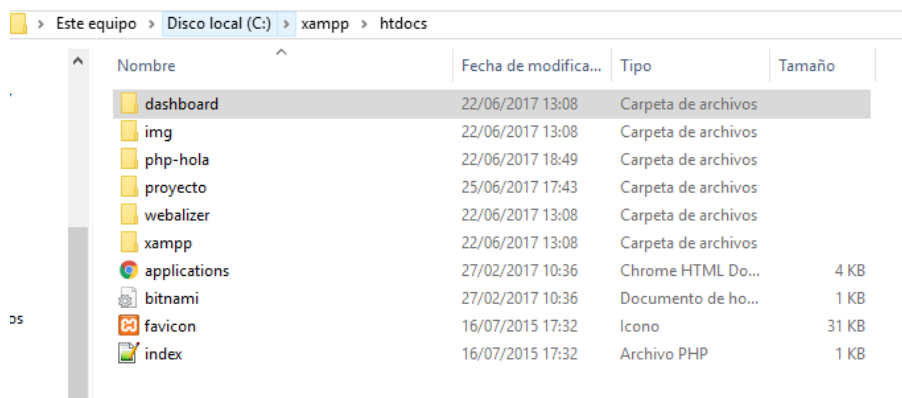 Este equipo > Disco local (C:) > xampp > htdocs
Nombre Fecha de modifica... Tipo Tamaño
dashboard 22/06/2017 13:08 Carpeta de archivos
img 22/06/2017 13:08 Carpeta de archivos
php-hola 22/06/2017 18:49 Carpeta de archivos
proyecto 25/06/2017 17:43 Carpeta de archivos
webalizer 22/06/2017 13:08 Carpeta de archivos
xampp 22/06/2017 13:08 Carpeta de archivos
applications 27/02/2017 10:36 Chrome HTML Do... 4 KB
bitnami 27/02/2017 10:36 Documento de ho... 1 KB
os
favicon 16/07/2015 17:32 Icono 31 KB
index 16/07/2015 17:32 Archivo PHP 1 KB